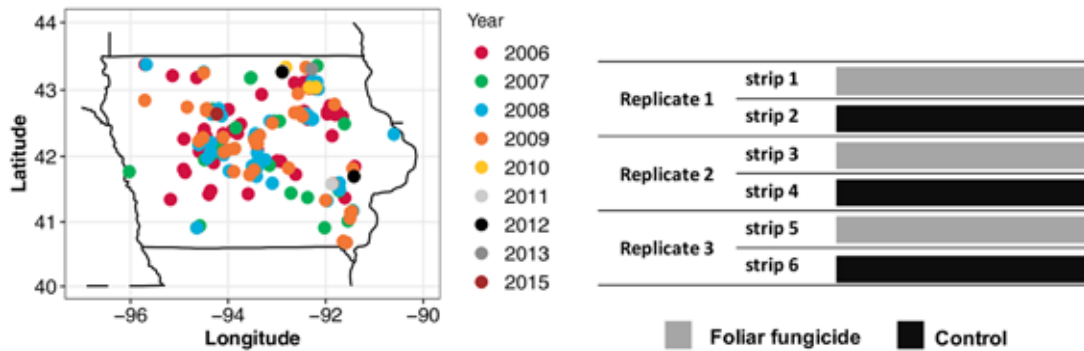 Year
2006
2007
2008
2009
2010
2011
2012
2013
2015
Latitude
44
43
42
41
40
−96 −94 −92 −90
Longitude
Replicate 1
strip 1
strip 2
Replicate 2
strip 3
strip 4
Replicate 3
strip 5
strip 6
Foliar fungicide Control